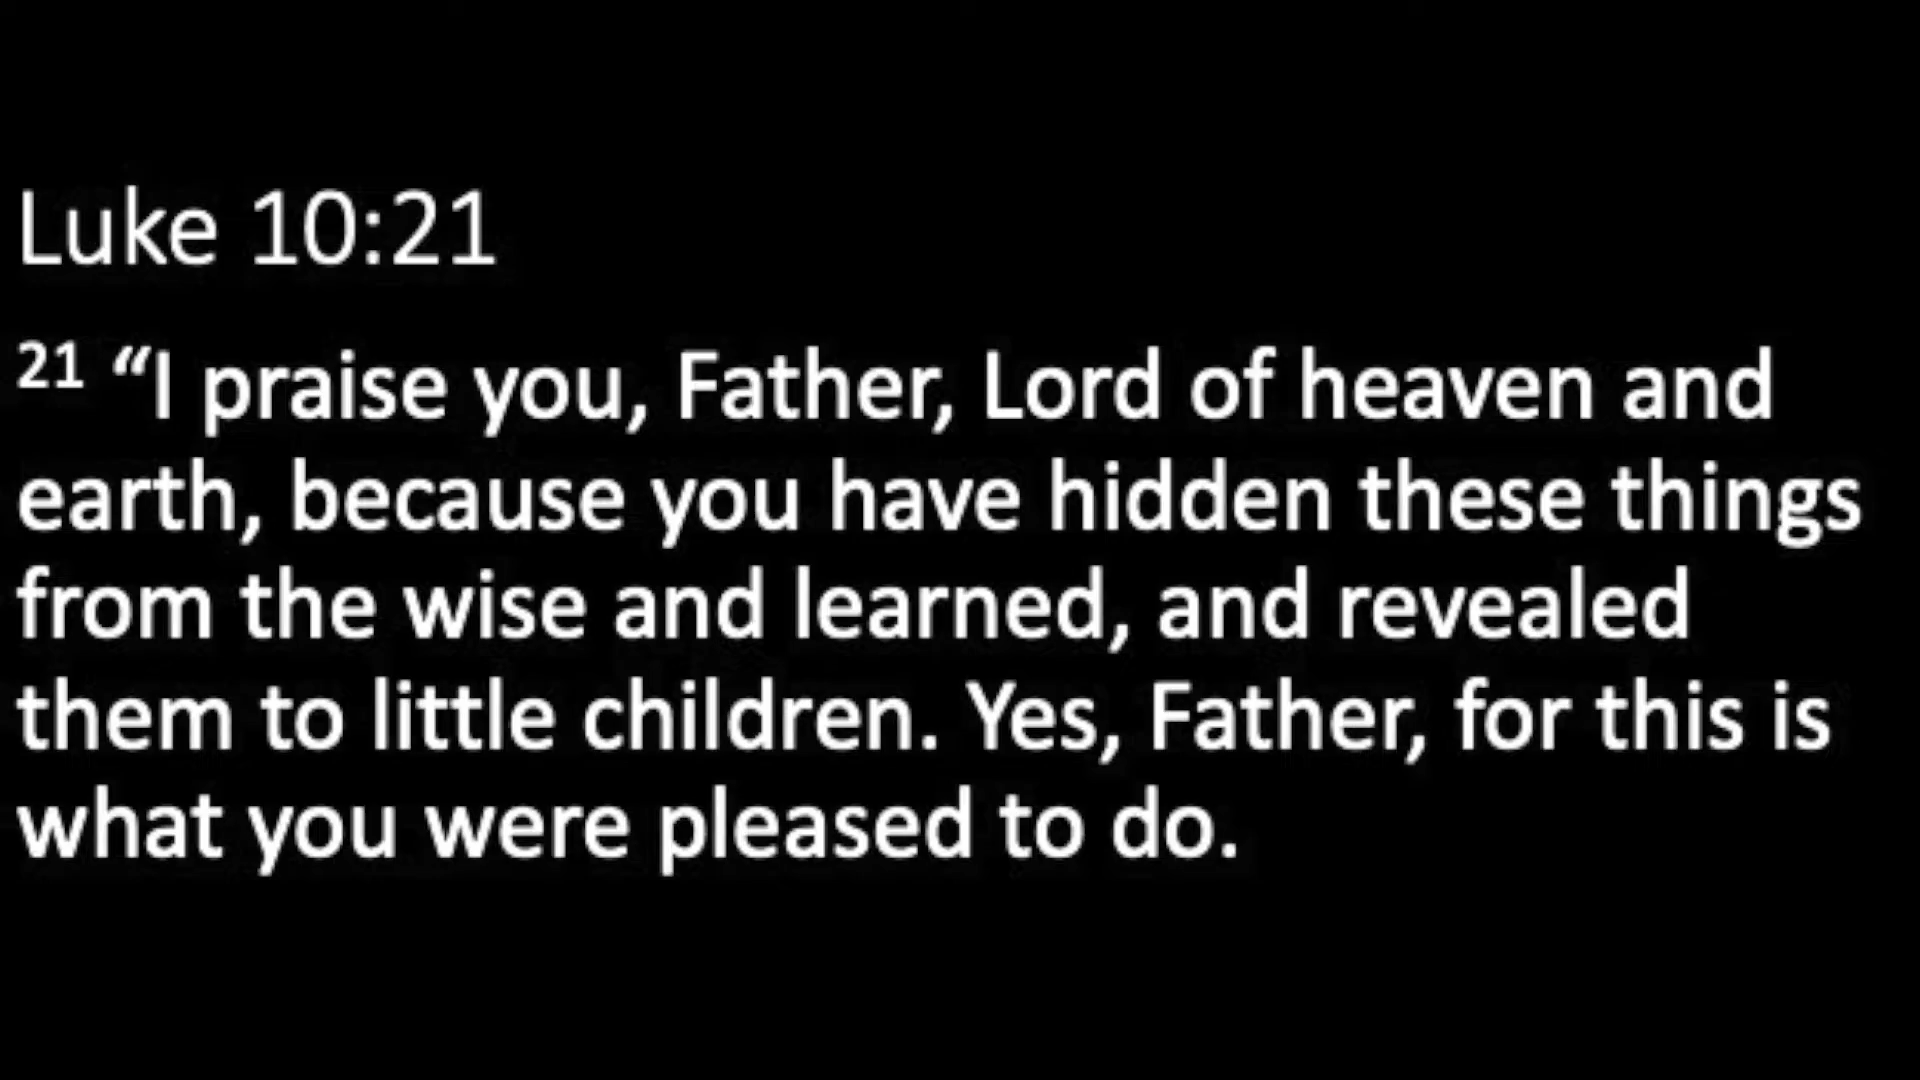 Luke 10:21
21 “I praise you, Father, Lord of heaven and
earth, because you have hidden these things
from the wise and learned, and revealed
them to little children. Yes, Father, for this is
what you were pleased to do.